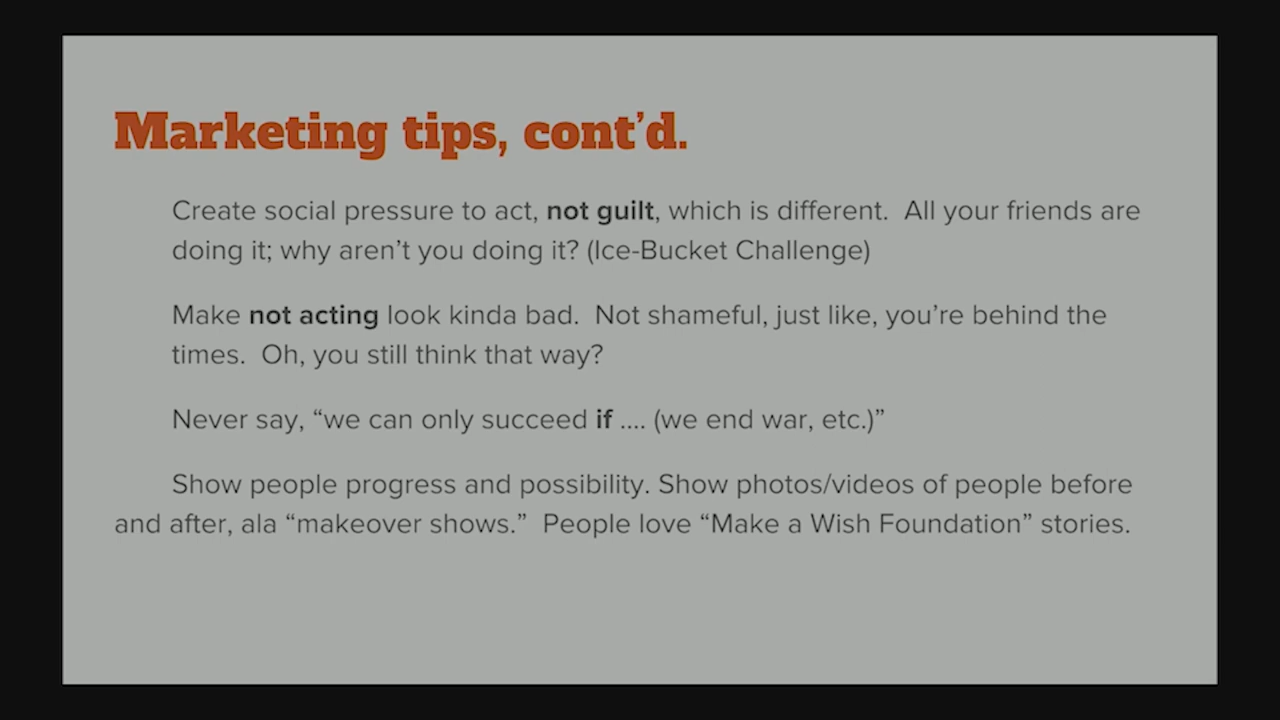 Marketing tips, cont’d.
Create social pressure to act, not guilt, which is different.  All your friends are
doing it; why aren’t you doing it? (Ice-Bucket Challenge)
Make not acting look kinda bad.  Not shameful, just like, you’re behind the
times.  Oh, you still think that way?
Never say, “we can only succeed if .... (we end war, etc.)”
Show people progress and possibility. Show photos/videos of people before
and after, ala “makeover shows.”  People love “Make a Wish Foundation” stories.